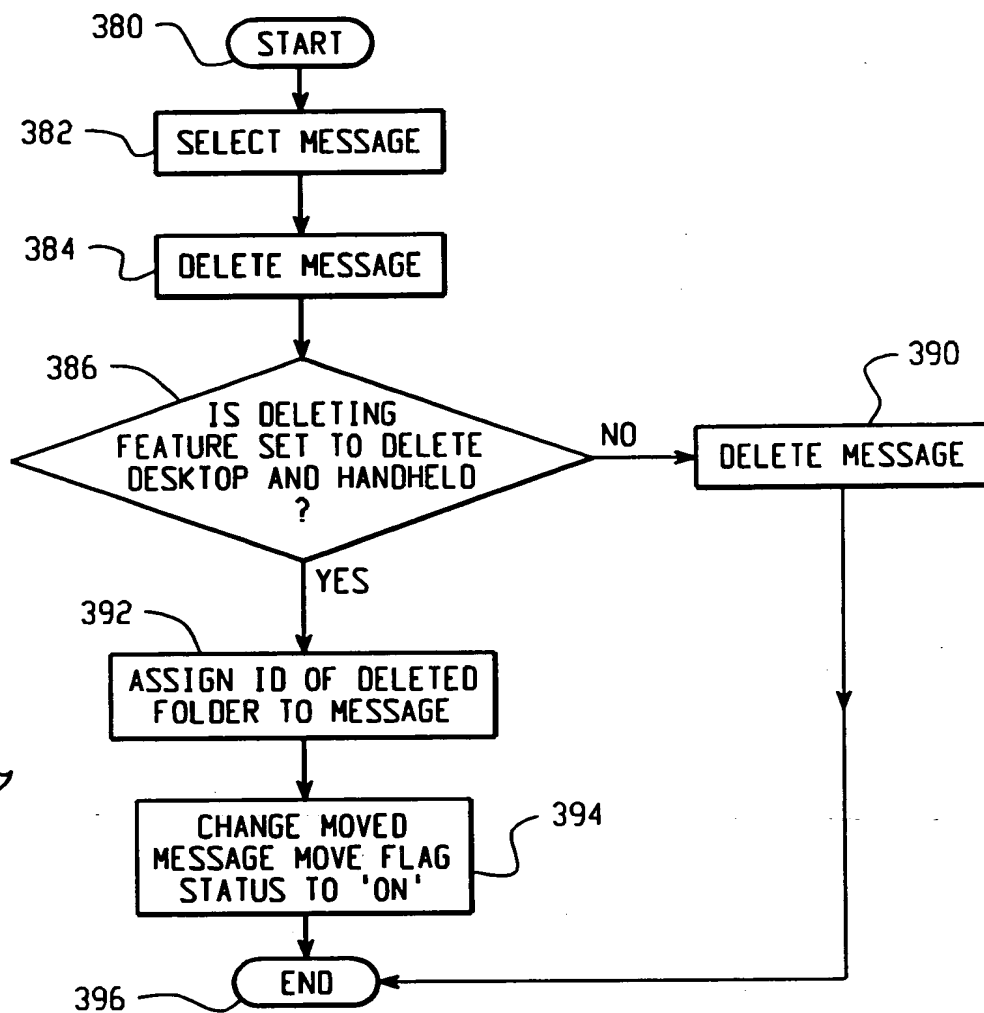 380
START
382
SELECT MESSAGE
384
DELETE MESSAGE
386
IS DELETING
FEATURE SET TO DELETE
DESKTOP AND HANDHELD
?
NO
390
DELETE MESSAGE
YES
392
ASSIGN ID OF DELETED
FOLDER TO MESSAGE
394
CHANGE MOVED
MESSAGE MOVE FLAG
STATUS TO 'ON'
END
396